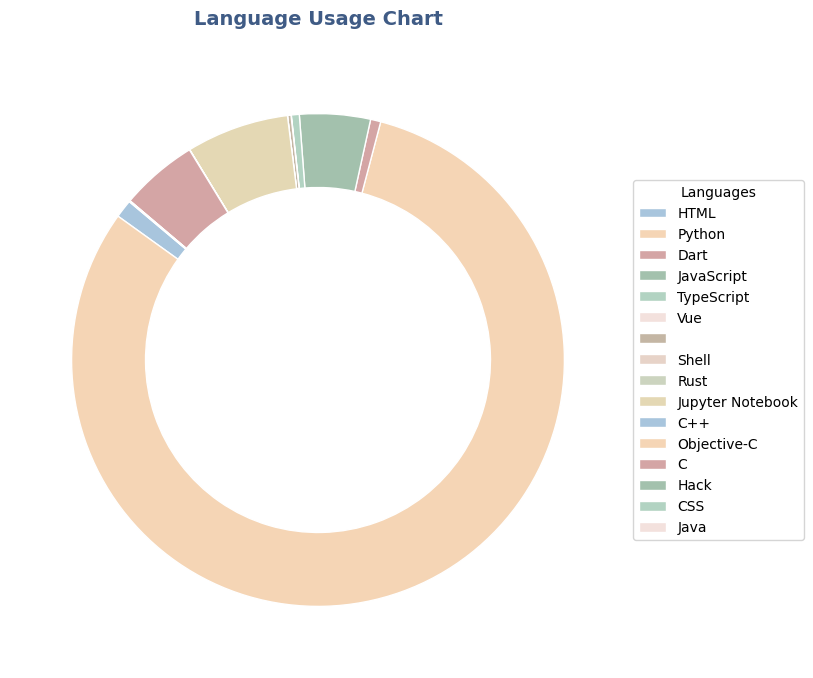 Language Usage Chart
Languages
HTML
Python
Dart
JavaScript
TypeScript
Vue
Shell
Rust
Jupyter Notebook
C++
Objective-C
C
Hack
CSS
Java